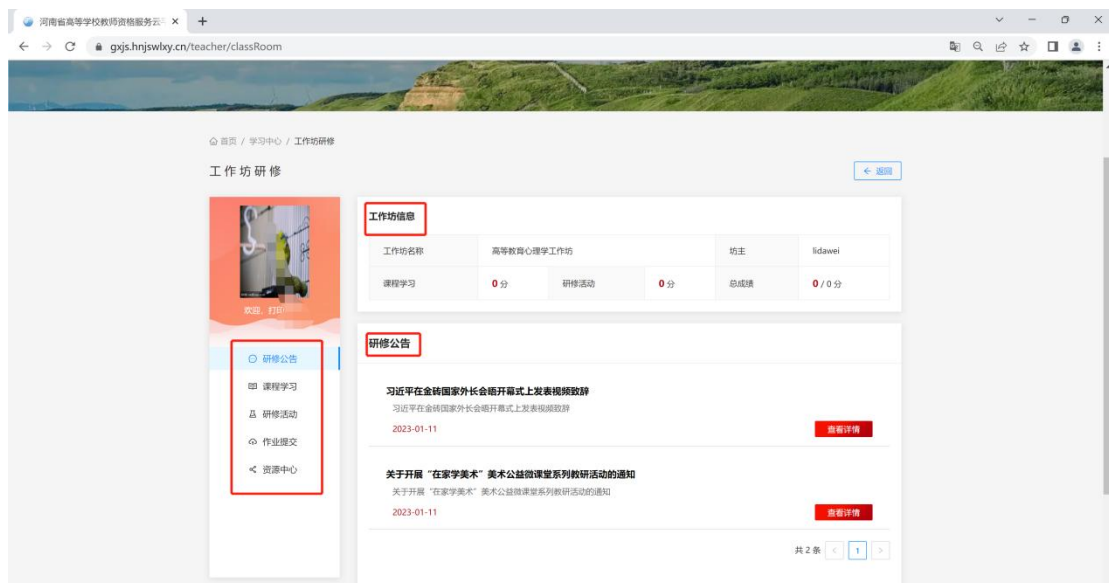 河南省高等学校教师资格服务云
gxjs.hnjswlxy.cn/teacher/classRoom
首页 / 学习中心 / 工作坊研修
工作坊研修
← 返回
欢迎, 打印
研修公告
课程学习
研修活动
作业提交
资源中心
工作坊信息
工作坊名称 高等教育心理学工作坊 坊主 lidawei
课程学习 0 分 研修活动 0 分 总成绩 0 / 0 分
研修公告
习近平在金砖国家外长会晤开幕式上发表视频致辞
习近平在金砖国家外长会晤开幕式上发表视频致辞
2023-01-11 查看详情
关于开展“在家学美术”美术公益微课堂系列教研活动的通知
关于开展“在家学美术”美术公益微课堂系列教研活动的通知
2023-01-11 查看详情
共 2 条 < 1 >